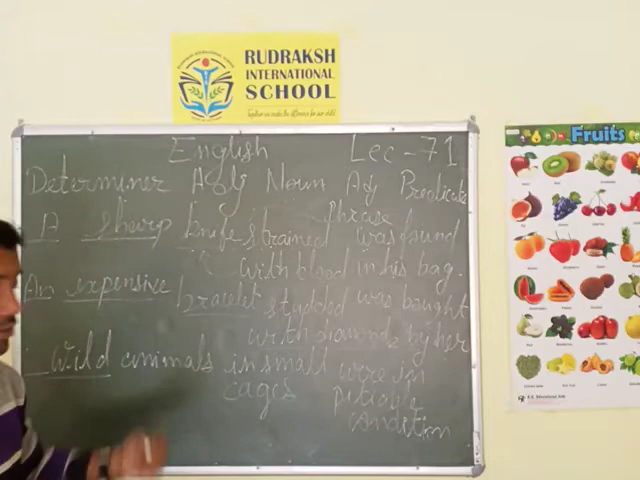 RUDRAKSH
INTERNATIONAL
SCHOOL
English Lec-71
Determiner Adj Noun Adj Predicate
phrase
A sharp knife strained was found
with blood in his bag.
An expensive bracelet studded was bought
with diamonds by her
_ wild animals in small were in
cages pitiable
condition
Fruits